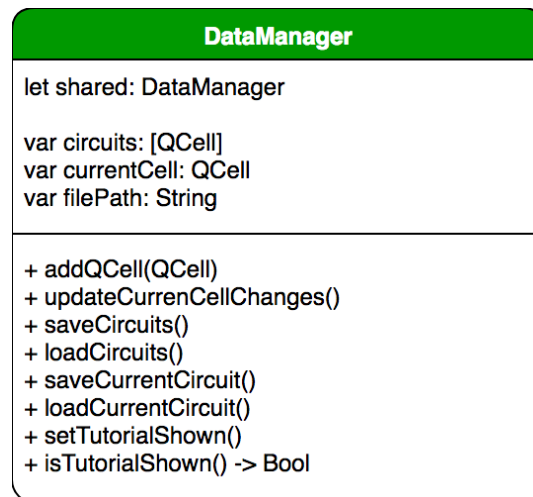 DataManager
let shared: DataManager
var circuits: [QCell]
var currentCell: QCell
var filePath: String
+ addQCell(QCell)
+ updateCurrenCellChanges()
+ saveCircuits()
+ loadCircuits()
+ saveCurrentCircuit()
+ loadCurrentCircuit()
+ setTutorialShown()
+ isTutorialShown() -> Bool